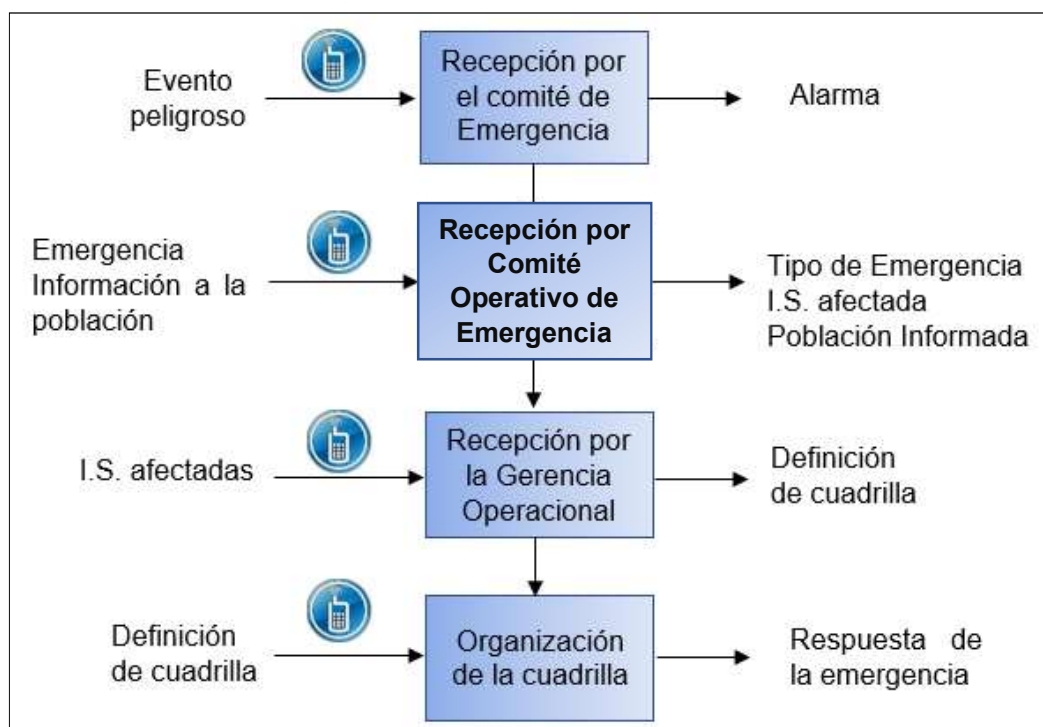 Evento
peligroso
Recepción por
el comité de
Emergencia
Alarma
Emergencia
Información a la
población
Recepción por
Comité
Operativo de
Emergencia
Tipo de Emergencia
I.S. afectada
Población Informada
I.S. afectadas
Recepción por
la Gerencia
Operacional
Definición
de cuadrilla
Definición
de cuadrilla
Organización
de la cuadrilla
Respuesta de
la emergencia